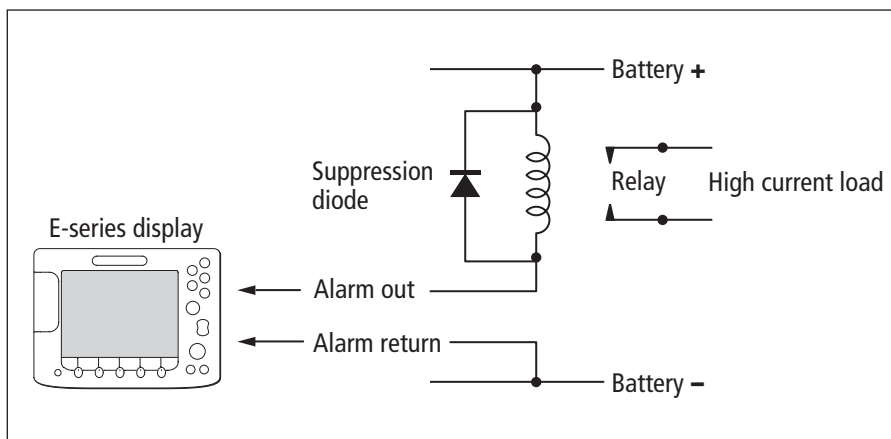 Battery +
Suppression
diode
Relay
High current load
E-series display
Alarm out
Alarm return
Battery –